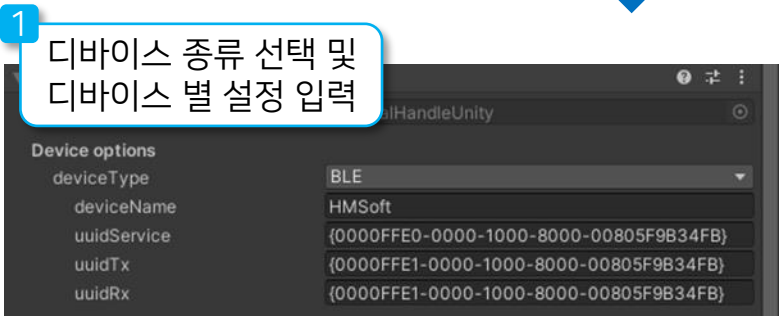 1
디바이스 종류 선택 및
디바이스 별 설정 입력
alHandleUnity
Device options
deviceType BLE
deviceName HMSoft
uuidService {0000FFE0-0000-1000-8000-00805F9B34FB}
uuidTx {0000FFE1-0000-1000-8000-00805F9B34FB}
uuidRx {0000FFE1-0000-1000-8000-00805F9B34FB}